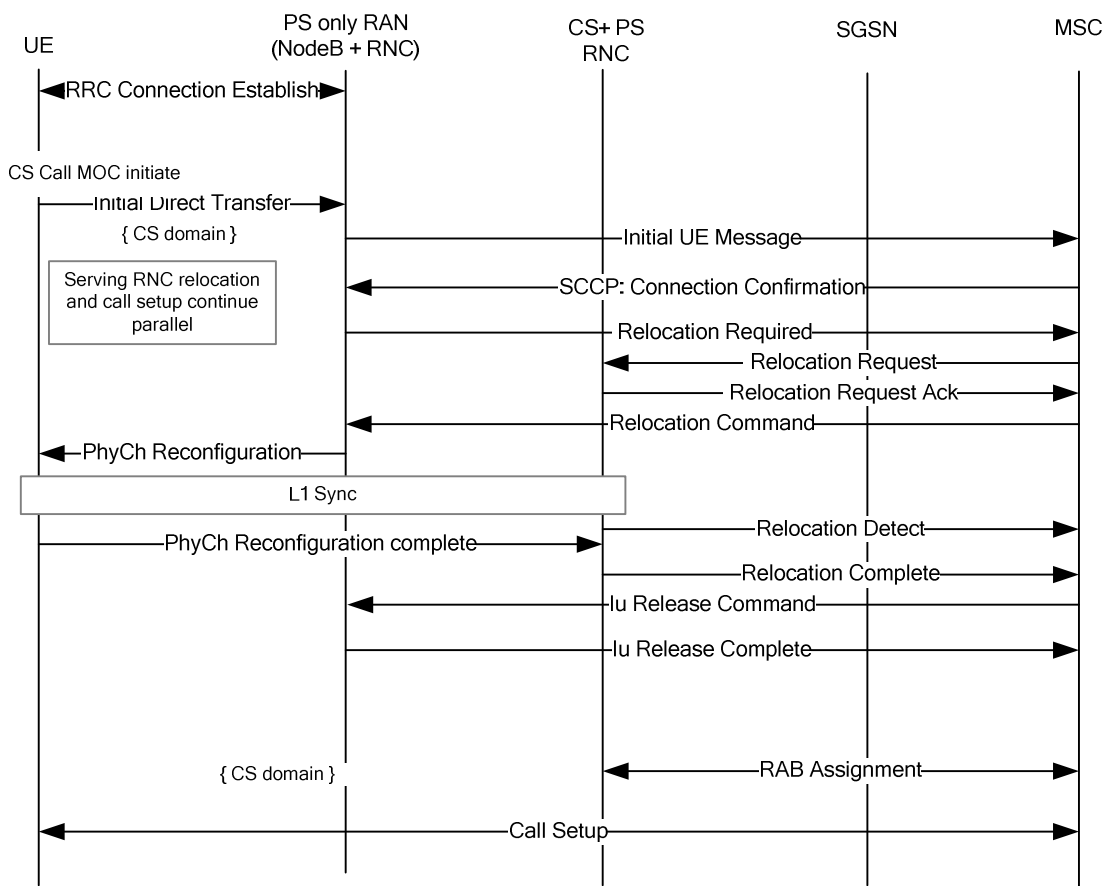 UE
PS only RAN
(NodeB + RNC)
CS+ PS
RNC
SGSN
MSC
RRC Connection Establish
CS Call MOC initiate
Initial Direct Transfer
{ CS domain }
Initial UE Message
Serving RNC relocation
and call setup continue
parallel
SCCP: Connection Confirmation
Relocation Required
Relocation Request
Relocation Request Ack
Relocation Command
PhyCh Reconfiguration
L1 Sync
Relocation Detect
PhyCh Reconfiguration complete
Relocation Complete
Iu Release Command
Iu Release Complete
{ CS domain }
RAB Assignment
Call Setup